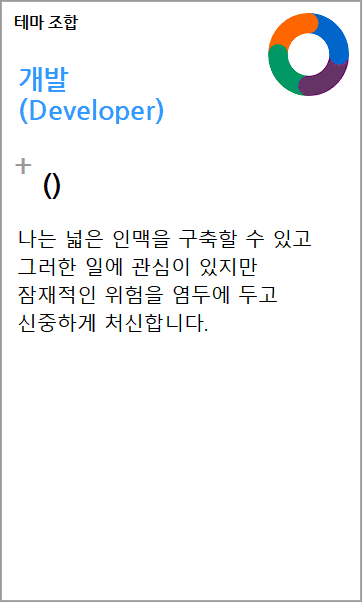 테마 조합
개발
(Developer)
+
()
나는 넓은 인맥을 구축할 수 있고
그러한 일에 관심이 있지만
잠재적인 위험을 염두에 두고
신중하게 처신합니다.